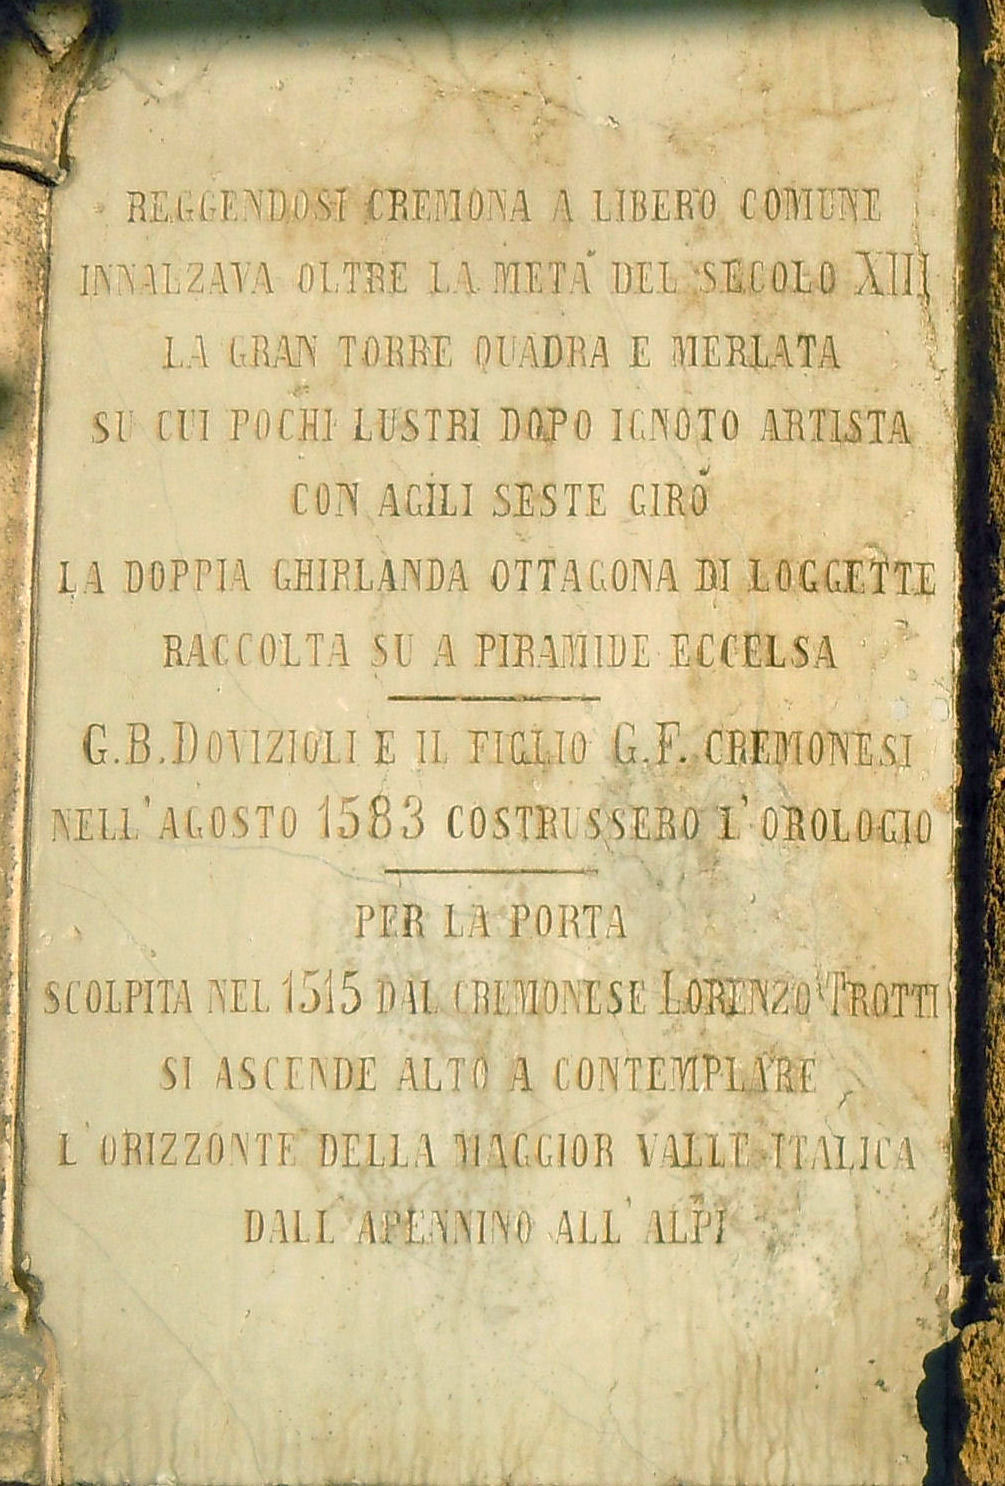 REGGENDOSI CREMONA A LIBERO COMUNE
INNALZAVA OLTRE LA METÀ DEL SECOLO XIII
LA GRAN TORRE QUADRA E MERLATA
SU CUI POCHI LUSTRI DOPO IGNOTO ARTISTA
CON AGILI SESTE GIRÒ
LA DOPPIA GHIRLANDA OTTAGONA DI LOGGETTE
RACCOLTA SU A PIRAMIDE ECCELSA
G.B.DOVIZIOLI E IL FIGLIO G.F. CREMONESI
NELL'AGOSTO 1583 COSTRUSSERO L'OROLOGIO
PER LA PORTA
SCOLPITA NEL 1515 DAL CREMONESE LORENZO TROTTI
SI ASCENDE ALTO A CONTEMPLARE
L'ORIZZONTE DELLA MAGGIOR VALLE ITALICA
DALL'APENNINO ALL'ALPI